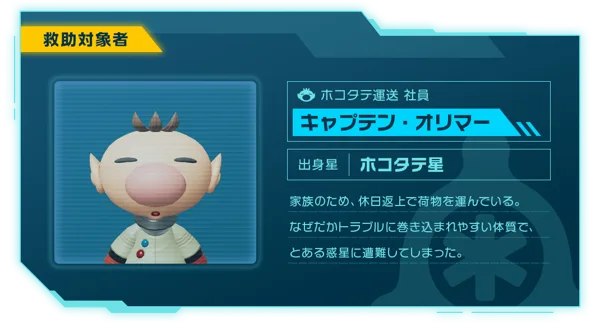 救助対象者
ホコタテ運送 社員
キャプテン・オリマー
出身星 ホコタテ星
家族のため、休日返上で荷物を運んでいる。
なぜだかトラブルに巻き込まれやすい体質で、
とある惑星に遭難してしまった。